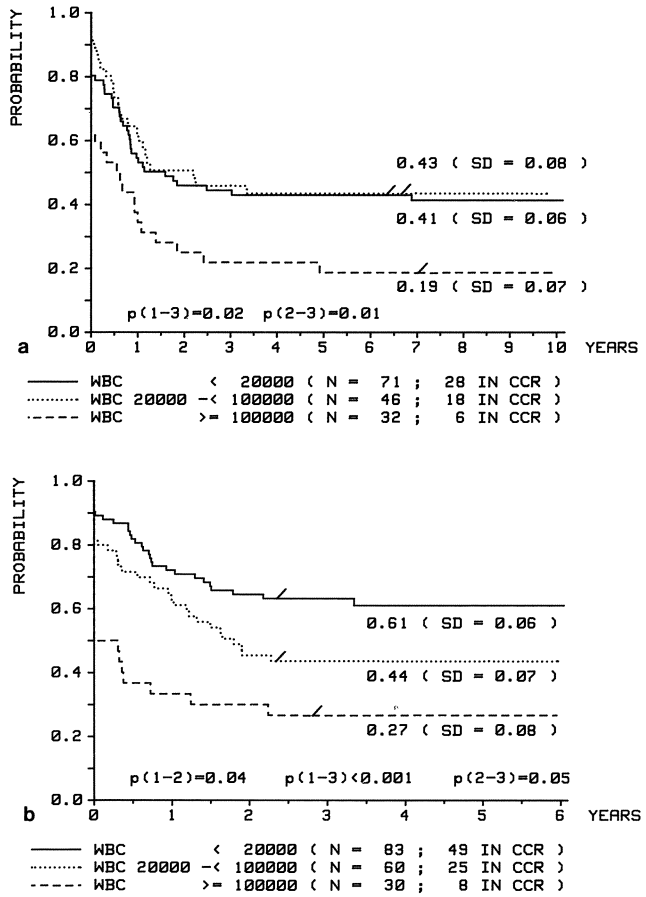 PROBABILITY
1.0
0.8
0.6
0.4
0.2
0.0
0.43 ( SD = 0.08 )
0.41 ( SD = 0.06 )
0.19 ( SD = 0.07 )
p(1-3)=0.02 p(2-3)=0.01
0 1 2 3 4 5 6 7 8 9 10 YEARS
a
WBC < 20000 ( N = 71 ; 28 IN CCR )
WBC 20000 -< 100000 ( N = 46 ; 18 IN CCR )
WBC >= 100000 ( N = 32 ; 6 IN CCR )
PROBABILITY
1.0
0.8
0.6
0.4
0.2
0.0
0.61 ( SD = 0.06 )
0.44 ( SD = 0.07 )
0.27 ( SD = 0.08 )
p(1-2)=0.04 p(1-3)<0.001 p(2-3)=0.05
0 1 2 3 4 5 6 YEARS
b
WBC < 20000 ( N = 83 ; 49 IN CCR )
WBC 20000 -< 100000 ( N = 60 ; 25 IN CCR )
WBC >= 100000 ( N = 30 ; 8 IN CCR )